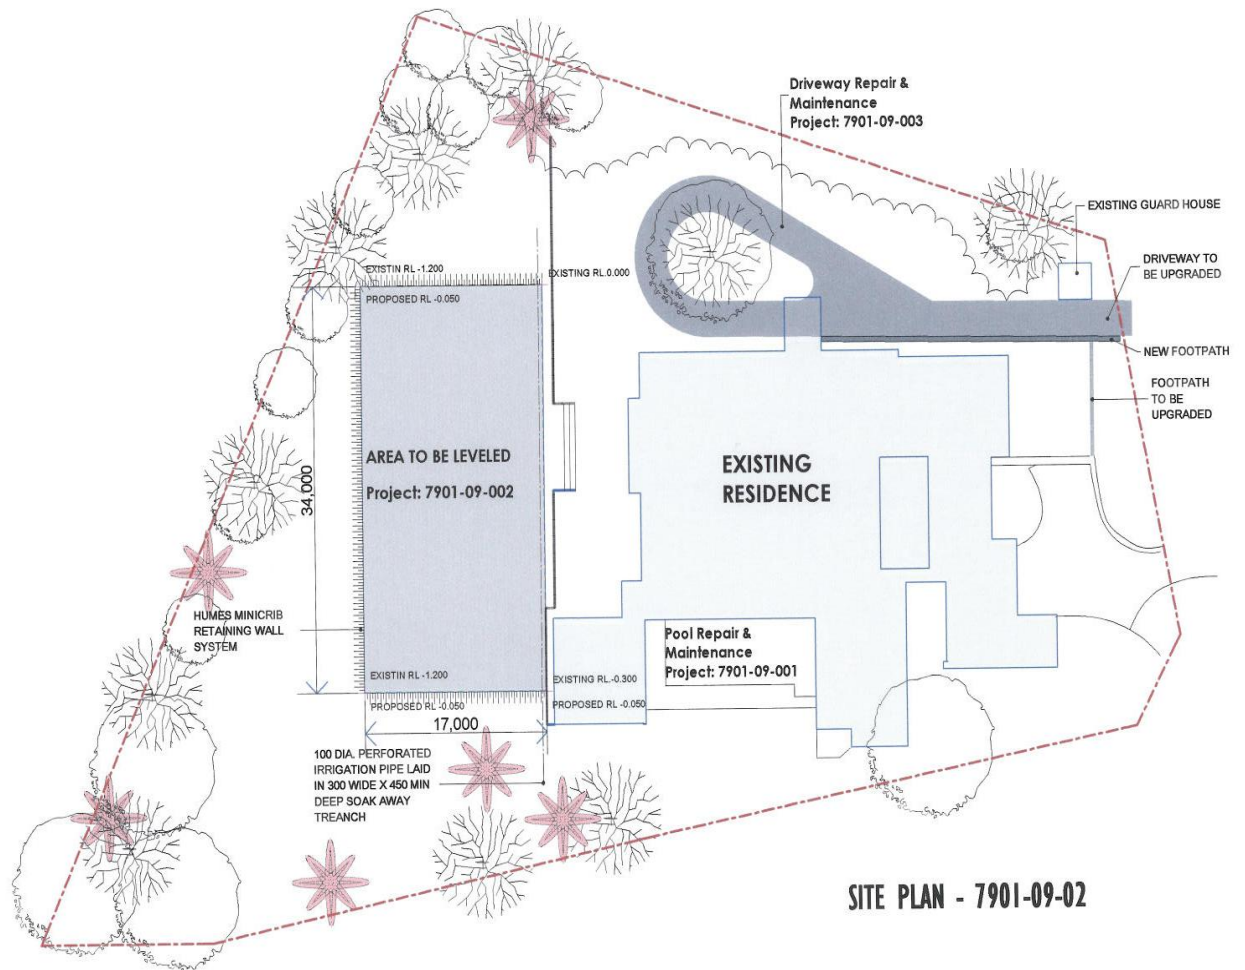 Driveway Repair &
Maintenance
Project: 7901-09-003
EXISTING GUARD HOUSE
DRIVEWAY TO
BE UPGRADED
NEW FOOTPATH
FOOTPATH
TO BE
UPGRADED
EXISTIN RL -1.200
EXISTING RL.0.000
PROPOSED RL -0.050
AREA TO BE LEVELED
Project: 7901-09-002
34,000
EXISTING
RESIDENCE
HUMES MINICRIB
RETAINING WALL
SYSTEM
Pool Repair &
Maintenance
Project: 7901-09-001
EXISTIN RL -1.200
EXISTING RL.-0.300
PROPOSED RL -0.050
PROPOSED RL -0.050
17,000
100 DIA. PERFORATED
IRRIGATION PIPE LAID
IN 300 WIDE X 450 MIN
DEEP SOAK AWAY
TREANCH
SITE PLAN - 7901-09-02